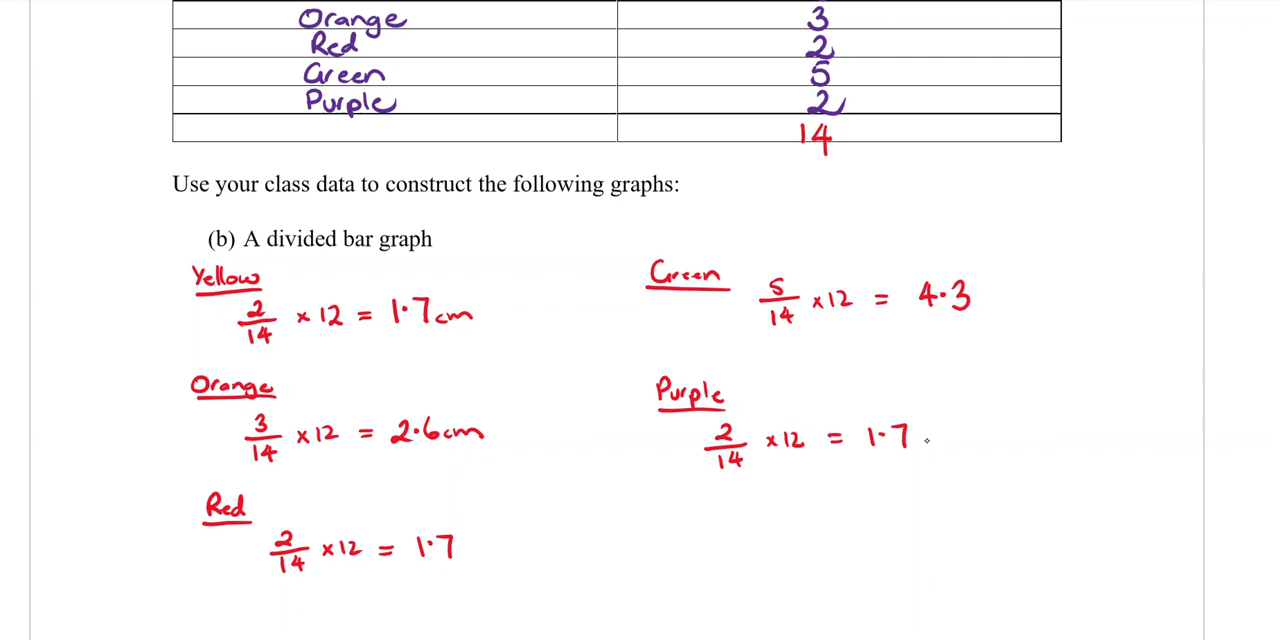 Orange 3
Red 2
Green 5
Purple 2
14
Use your class data to construct the following graphs:
(b) A divided bar graph
Yellow
2/14 × 12 = 1.7cm
Orange
3/14 × 12 = 2.6cm
Red
2/14 × 12 = 1.7
Green
5/14 × 12 = 4.3
Purple
2/14 × 12 = 1.7